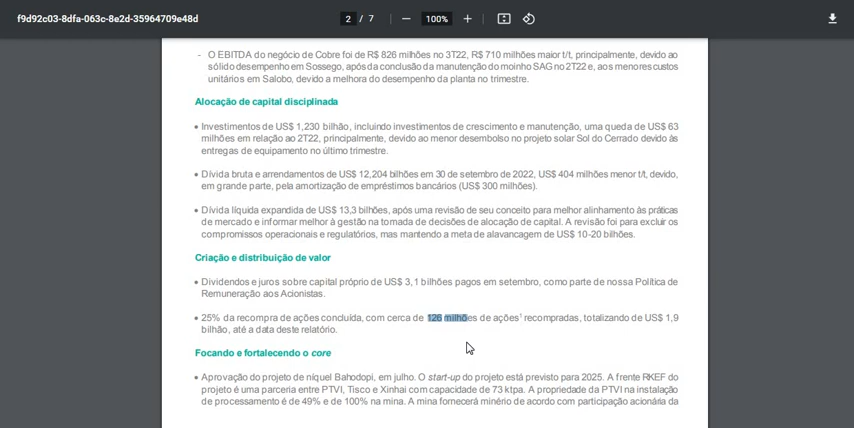 f9d92c03-8dfa-063c-8e2d-35964709e48d
2 / 7
100%
- O EBITDA do negócio de Cobre foi de R$ 826 milhões no 3T22, R$ 710 milhões maior t/t, principalmente, devido ao
sólido desempenho em Sossego, após da conclusão da manutenção do moinho SAG no 2T22 e, aos menores custos
unitários em Salobo, devido a melhora do desempenho da planta no trimestre.
Alocação de capital disciplinada
• Investimentos de US$ 1,230 bilhão, incluindo investimentos de crescimento e manutenção, uma queda de US$ 63
milhões em relação ao 2T22, principalmente, devido ao menor desembolso no projeto solar Sol do Cerrado devido às
entregas de equipamento no último trimestre.
• Dívida bruta e arrendamentos de US$ 12,204 bilhões em 30 de setembro de 2022, US$ 404 milhões menor t/t, devido,
em grande parte, pela amortização de empréstimos bancários (US$ 300 milhões).
• Dívida líquida expandida de US$ 13,3 bilhões, após uma revisão de seu conceito para melhor alinhamento às práticas
de mercado e informar melhor à gestão na tomada de decisões de alocação de capital. A revisão foi para excluir os
compromissos operacionais e regulatórios, mas mantendo a meta de alavancagem de US$ 10-20 bilhões.
Criação e distribuição de valor
• Dividendos e juros sobre capital próprio de US$ 3,1 bilhões pagos em setembro, como parte de nossa Política de
Remuneração aos Acionistas.
• 25% da recompra de ações concluída, com cerca de 126 milhões de ações¹ recompradas, totalizando de US$ 1,9
bilhão, até a data deste relatório.
Focando e fortalecendo o core
• Aprovação do projeto de níquel Bahodopi, em julho. O start-up do projeto está previsto para 2025. A frente RKEF do
projeto é uma parceria entre PTVI, Tisco e Xinhai com capacidade de 73 ktpa. A propriedade da PTVI na instalação
de processamento é de 49% e de 100% na mina. A mina fornecerá minério de acordo com participação acionária da